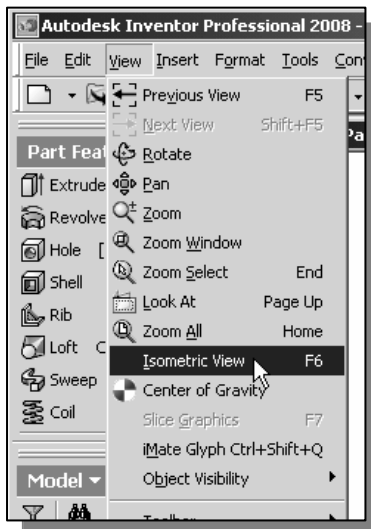 Autodesk Inventor Professional 2008 -
File Edit View Insert Format Tools Con
Previous View F5
Next View Shift+F5
Part Feat
Rotate
Extrude
Pan
Revolve
Zoom
Hole [
Zoom Window
Shell
Zoom Select End
Rib
Look At Page Up
Loft C
Zoom All Home
Sweep
Isometric View F6
Coil
Center of Gravity
Slice Graphics F7
iMate Glyph Ctrl+Shift+Q
Model
Object Visibility